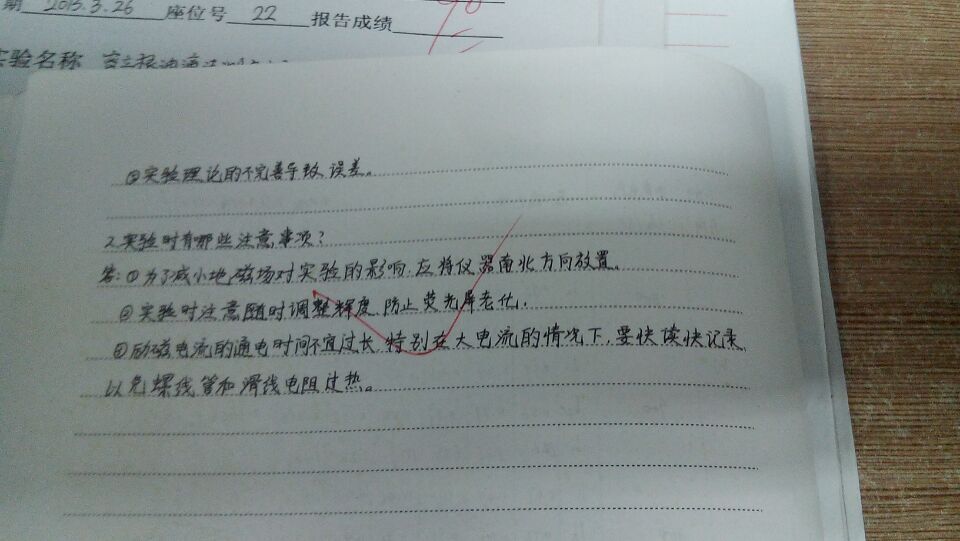 期 2015.3.26 座位号 22 报告成绩
实验名称
②实验理论的不完善导致误差。
2.实验时有哪些注意事项?
答:①为了减小地磁场对实验的影响,应将仪器南北方向放置。
②实验时注意随时调整辉度,防止荧光屏老化.
③励磁电流的通电时间不宜过长,特别在大电流的情况下,要快读快记录,
以免螺线管和滑线电阻过热。